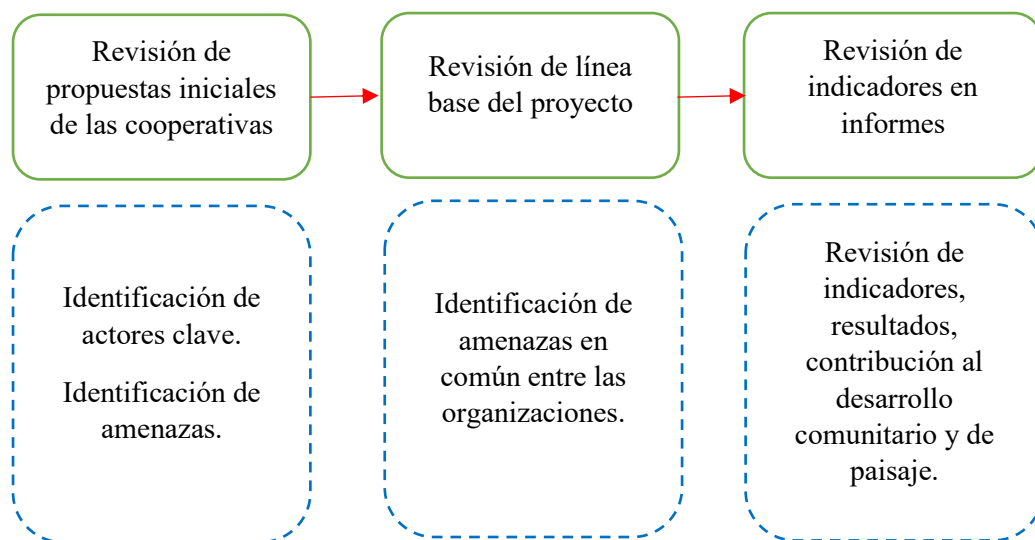 Revisión de
propuestas iniciales
de las cooperativas
Revisión de línea
base del proyecto
Revisión de
indicadores en
informes
Identificación de
actores clave.
Identificación de
amenazas.
Identificación de
amenazas en
común entre las
organizaciones.
Revisión de
indicadores,
resultados,
contribución al
desarrollo
comunitario y de
paisaje.